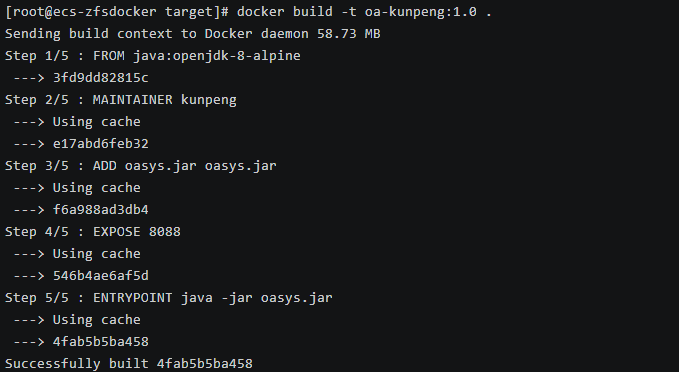 [root@ecs-zfsdocker target]# docker build -t oa-kunpeng:1.0 .
Sending build context to Docker daemon 58.73 MB
Step 1/5 : FROM java:openjdk-8-alpine
 ---> 3fd9dd82815c
Step 2/5 : MAINTAINER kunpeng
 ---> Using cache
 ---> e17abd6feb32
Step 3/5 : ADD oasys.jar oasys.jar
 ---> Using cache
 ---> f6a988ad3db4
Step 4/5 : EXPOSE 8088
 ---> Using cache
 ---> 546b4ae6af5d
Step 5/5 : ENTRYPOINT java -jar oasys.jar
 ---> Using cache
 ---> 4fab5b5ba458
Successfully built 4fab5b5ba458